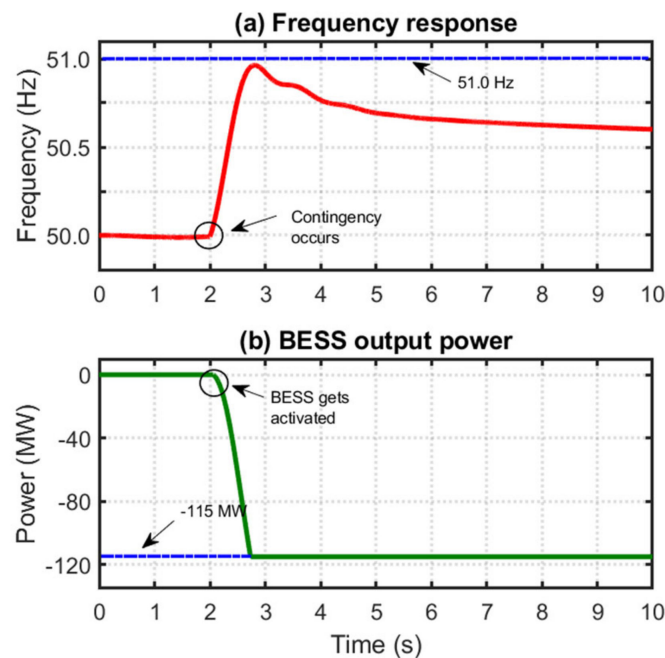 (a) Frequency response
51.0
50.5
50.0
Frequency (Hz)
51.0 Hz
Contingency
occurs
0 1 2 3 4 5 6 7 8 9 10
(b) BESS output power
0
-40
-80
-120
Power (MW)
BESS gets
activated
-115 MW
0 1 2 3 4 5 6 7 8 9 10
Time (s)